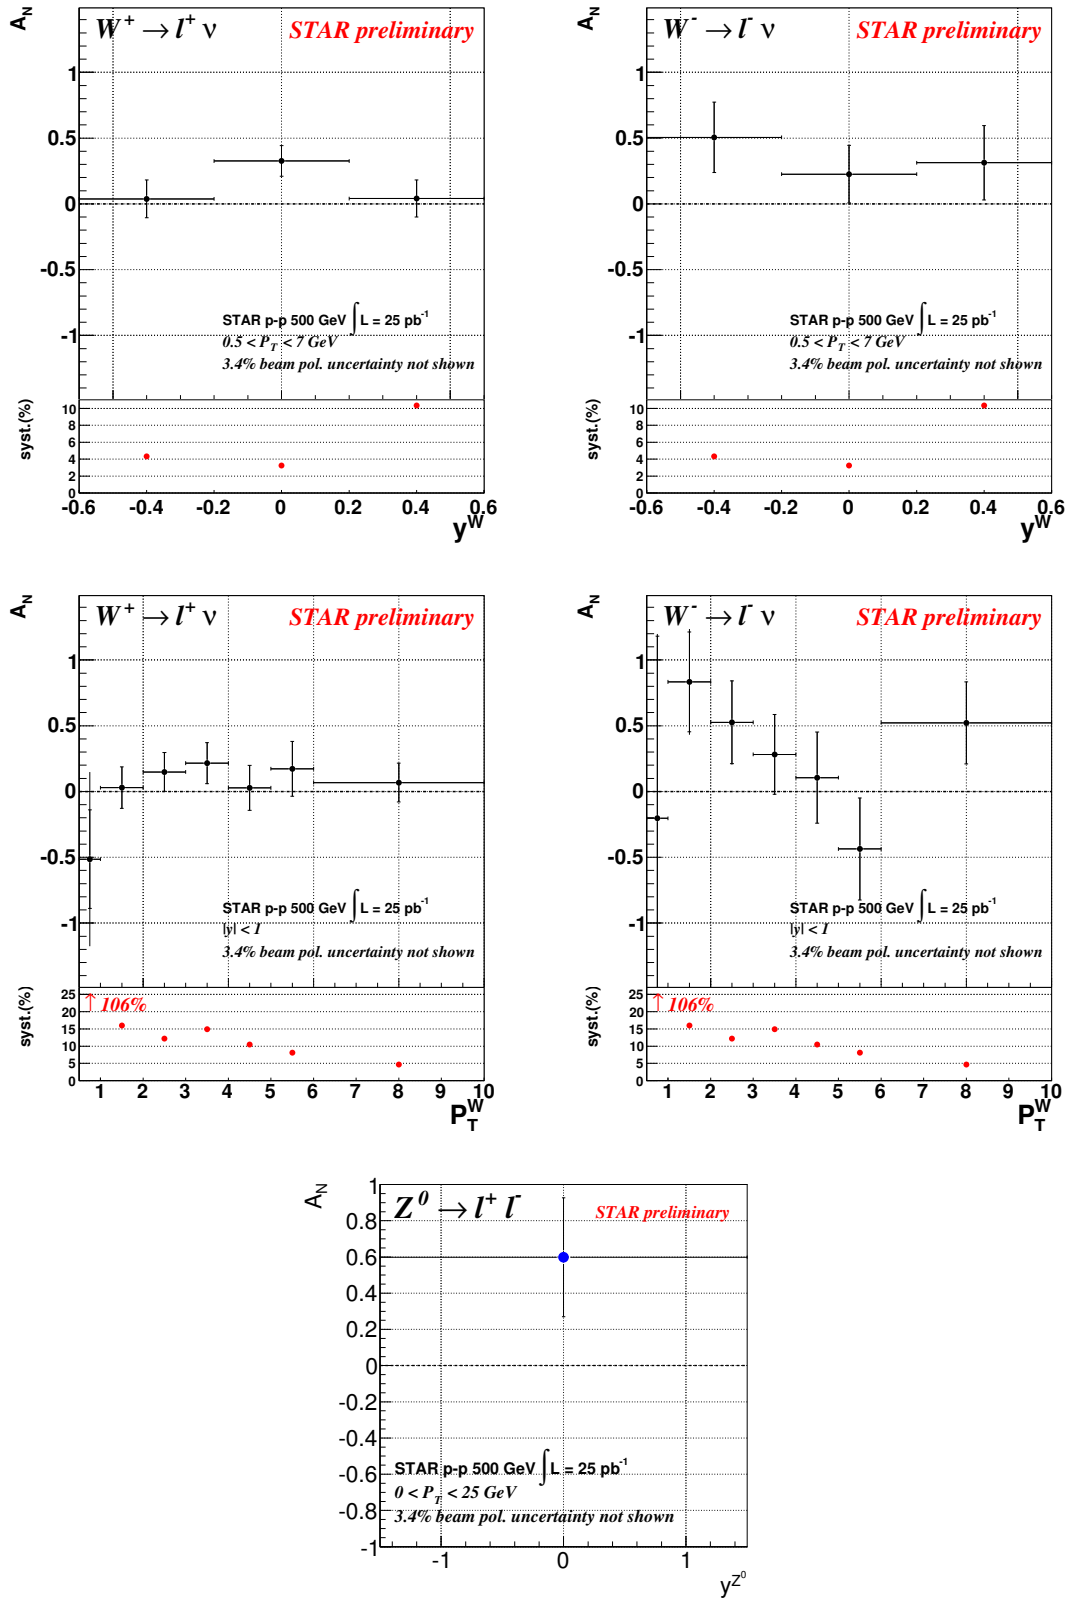 A_N
W^+ → l^+ ν
STAR preliminary
1
0.5
0
-0.5
-1
STAR p-p 500 GeV ∫ L = 25 pb^-1
0.5 < P_T < 7 GeV
3.4% beam pol. uncertainty not shown
syst.(%)
10
8
6
4
2
0
-0.6 -0.4 -0.2 0 0.2 0.4 0.6
y^W
A_N
W^- → l^- ν
STAR preliminary
1
0.5
0
-0.5
-1
STAR p-p 500 GeV ∫ L = 25 pb^-1
0.5 < P_T < 7 GeV
3.4% beam pol. uncertainty not shown
syst.(%)
10
8
6
4
2
0
-0.6 -0.4 -0.2 0 0.2 0.4 0.6
y^W
A_N
W^+ → l^+ ν
STAR preliminary
1
0.5
0
-0.5
-1
STAR p-p 500 GeV ∫ L = 25 pb^-1
|y| < 1
3.4% beam pol. uncertainty not shown
syst.(%)
25
20
15
10
5
0
↑ 106%
1 2 3 4 5 6 7 8 9 10
P_T^W
A_N
W^- → l^- ν
STAR preliminary
1
0.5
0
-0.5
-1
STAR p-p 500 GeV ∫ L = 25 pb^-1
|y| < 1
3.4% beam pol. uncertainty not shown
syst.(%)
25
20
15
10
5
0
↑ 106%
1 2 3 4 5 6 7 8 9 10
P_T^W
A_N
Z^0 → l^+ l^-
STAR preliminary
1
0.8
0.6
0.4
0.2
0
-0.2
-0.4
-0.6
-0.8
-1
STAR p-p 500 GeV ∫ L = 25 pb^-1
0 < P_T < 25 GeV
3.4% beam pol. uncertainty not shown
-1 0 1
y^Z^0